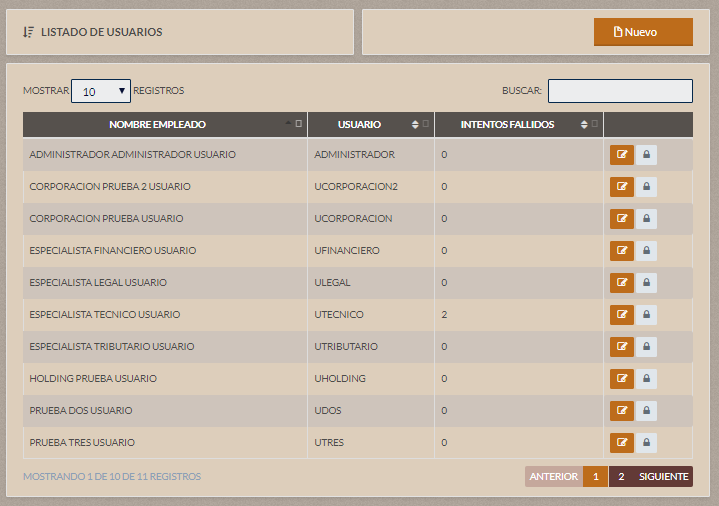 LISTADO DE USUARIOS
Nuevo
MOSTRAR 10 REGISTROS BUSCAR:
NOMBRE EMPLEADO USUARIO INTENTOS FALLIDOS
ADMINISTRADOR ADMINISTRADOR USUARIO ADMINISTRADOR 0
CORPORACION PRUEBA 2 USUARIO UCORPORACION2 0
CORPORACION PRUEBA USUARIO UCORPORACION 0
ESPECIALISTA FINANCIERO USUARIO UFINANCIERO 0
ESPECIALISTA LEGAL USUARIO ULEGAL 0
ESPECIALISTA TECNICO USUARIO UTECNICO 2
ESPECIALISTA TRIBUTARIO USUARIO UTRIBUTARIO 0
HOLDING PRUEBA USUARIO UHOLDING 0
PRUEBA DOS USUARIO UDOS 0
PRUEBA TRES USUARIO UTRES 0
MOSTRANDO 1 DE 10 DE 11 REGISTROS ANTERIOR 1 2 SIGUIENTE